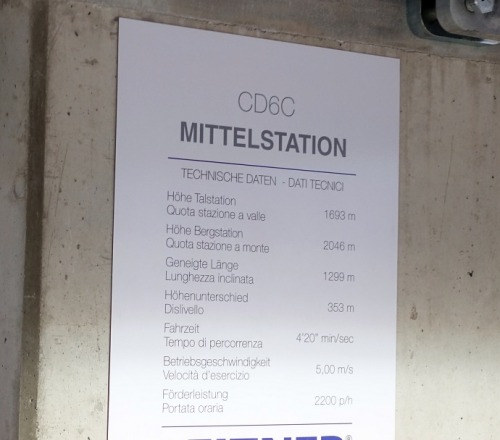 CD6C
MITTELSTATION
TECHNISCHE DATEN - DATI TECNICI
Höhe Talstation
Quota stazione a valle 1693 m
Höhe Bergstation
Quota stazione a monte 2046 m
Geneigte Länge
Lunghezza inclinata 1299 m
Höhenunterschied
Dislivello 353 m
Fahrzeit
Tempo di percorrenza 4'20" min/sec
Betriebsgeschwindigkeit
Velocità d'esercizio 5,00 m/s
Förderleistung
Portata oraria 2200 p/h